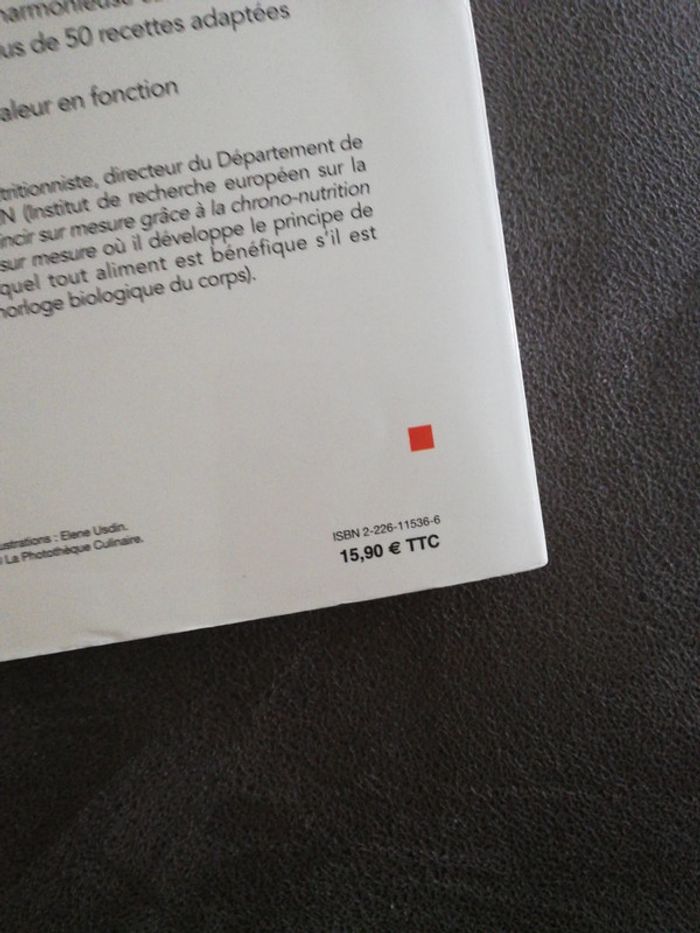 us de 50 recettes adaptées
aleur en fonction
tritionniste, directeur du Département de
N (Institut de recherche européen sur la
incir sur mesure grâce à la chrono-nutrition
sur mesure où il développe le principe de
quel tout aliment est bénéfique s'il est
horloge biologique du corps).
ustrations : Elene Usdin.
La Photothèque Culinaire.
ISBN 2-226-11536-6
15,90 € TTC